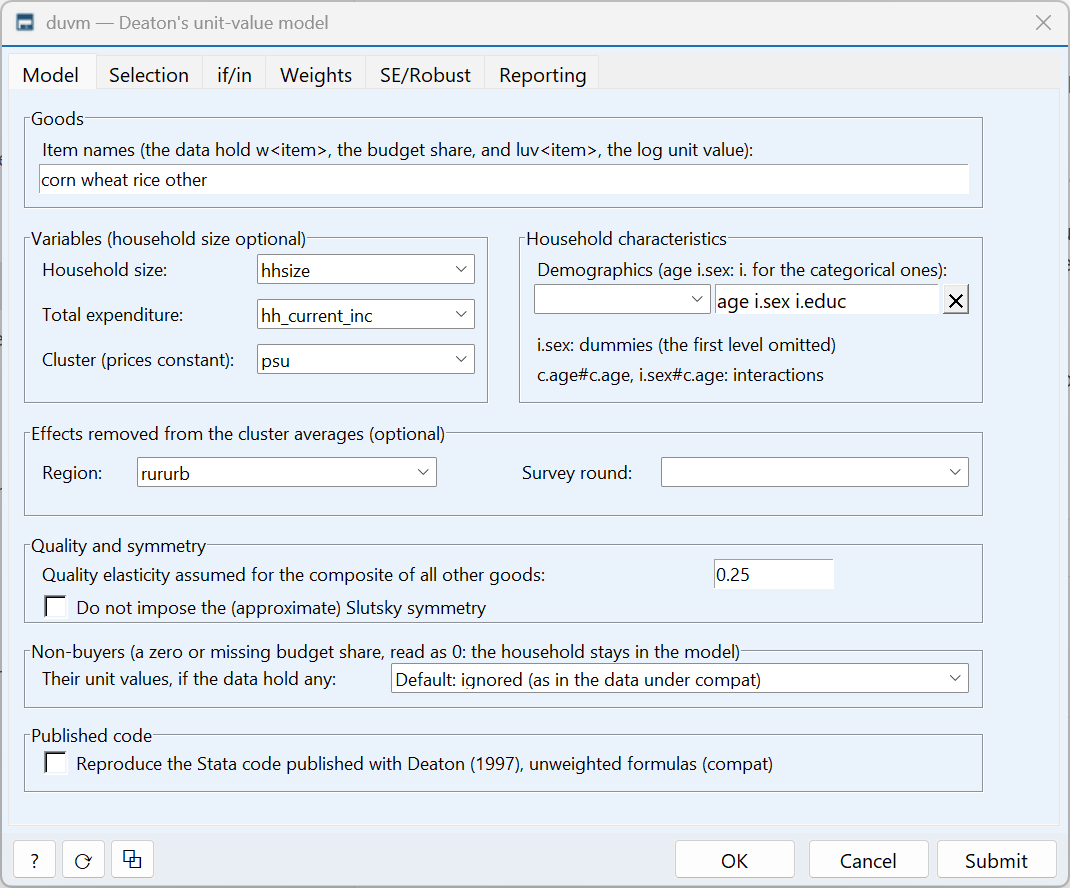 duvm — Deaton's unit-value model
Model Selection if/in Weights SE/Robust Reporting
Goods
Item names (the data hold w<item>, the budget share, and luv<item>, the log unit value):
corn wheat rice other
Variables (household size optional)
Household size: hhsize
Total expenditure: hh_current_inc
Cluster (prices constant): psu
Household characteristics
Demographics (age i.sex: i. for the categorical ones):
age i.sex i.educ
i.sex: dummies (the first level omitted)
c.age#c.age, i.sex#c.age: interactions
Effects removed from the cluster averages (optional)
Region: rururb Survey round:
Quality and symmetry
Quality elasticity assumed for the composite of all other goods: 0.25
Do not impose the (approximate) Slutsky symmetry
Non-buyers (a zero or missing budget share, read as 0: the household stays in the model)
Their unit values, if the data hold any: Default: ignored (as in the data under compat)
Published code
Reproduce the Stata code published with Deaton (1997), unweighted formulas (compat)
? OK Cancel Submit